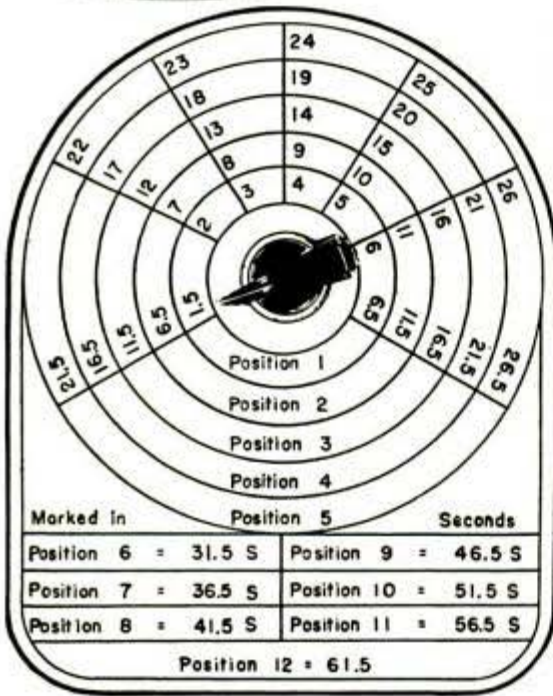 24
23 25
19
22 18 20 26
14
17 13 15 21
9
12 8 10 16
4
7 3 5 11
2 6
1.5 6.5
6.5 11.5
11.5 16.5
16.5 21.5
21.5 26.5
Position 1
Position 2
Position 3
Position 4
Marked in Position 5 Seconds
Position 6 = 31.5 S Position 9 = 46.5 S
Position 7 = 36.5 S Position 10 = 51.5 S
Position 8 = 41.5 S Position 11 = 56.5 S
Position 12 = 61.5